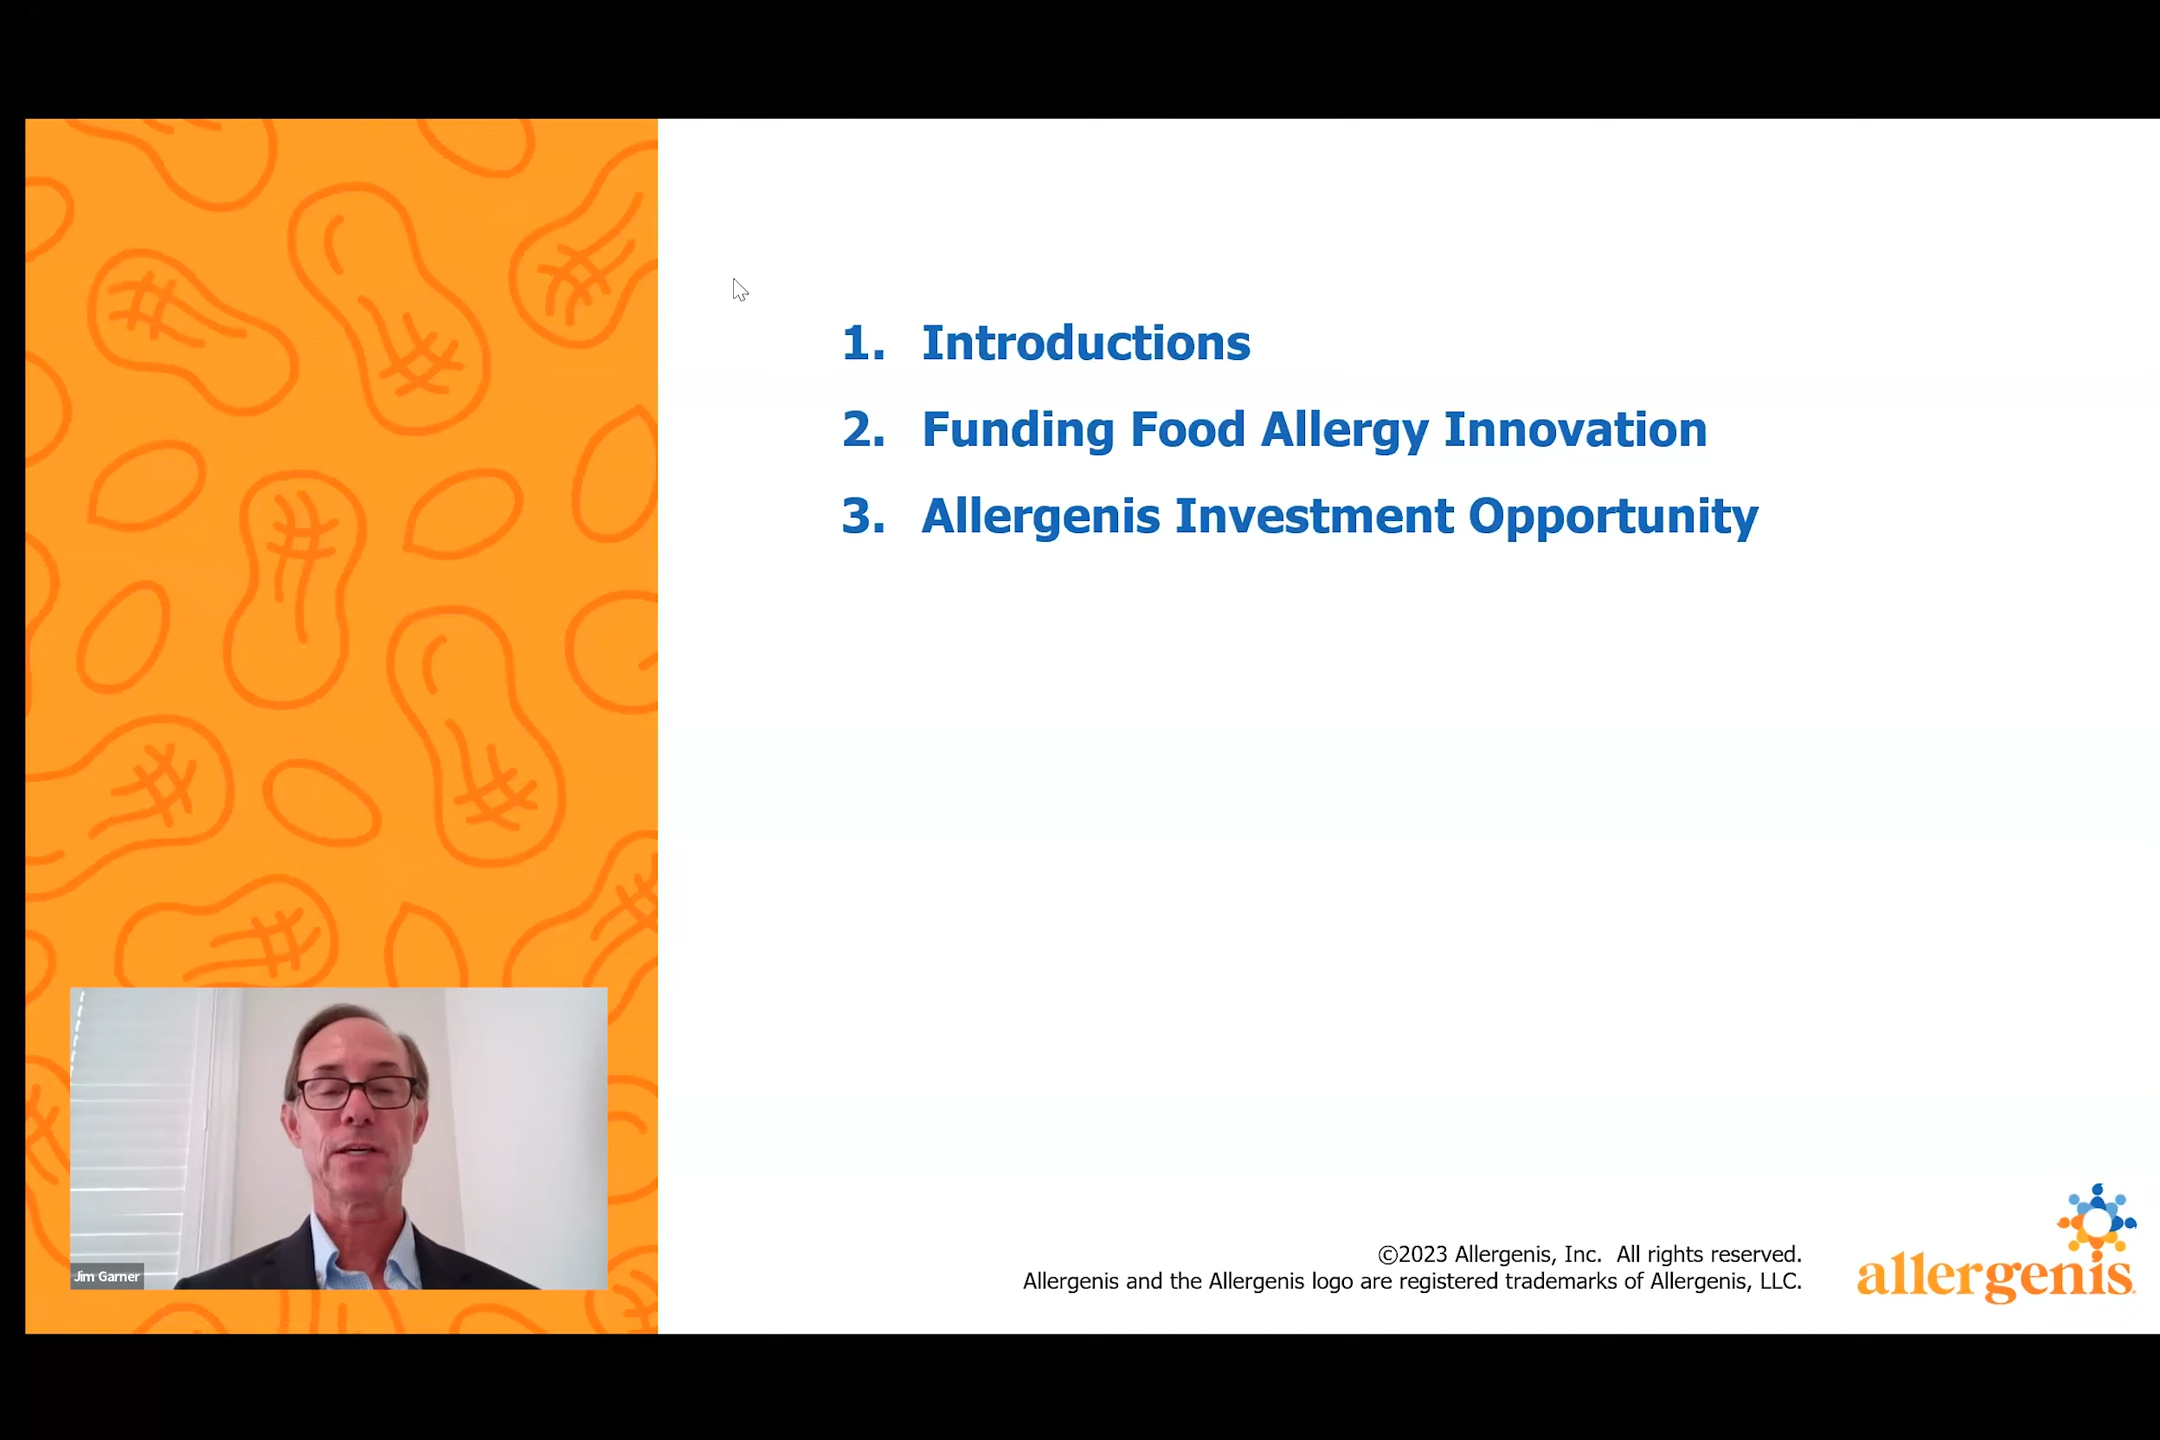 1. Introductions
2. Funding Food Allergy Innovation
3. Allergenis Investment Opportunity
Jim Garner
©2023 Allergenis, Inc. All rights reserved.
Allergenis and the Allergenis logo are registered trademarks of Allergenis, LLC.
allergenis